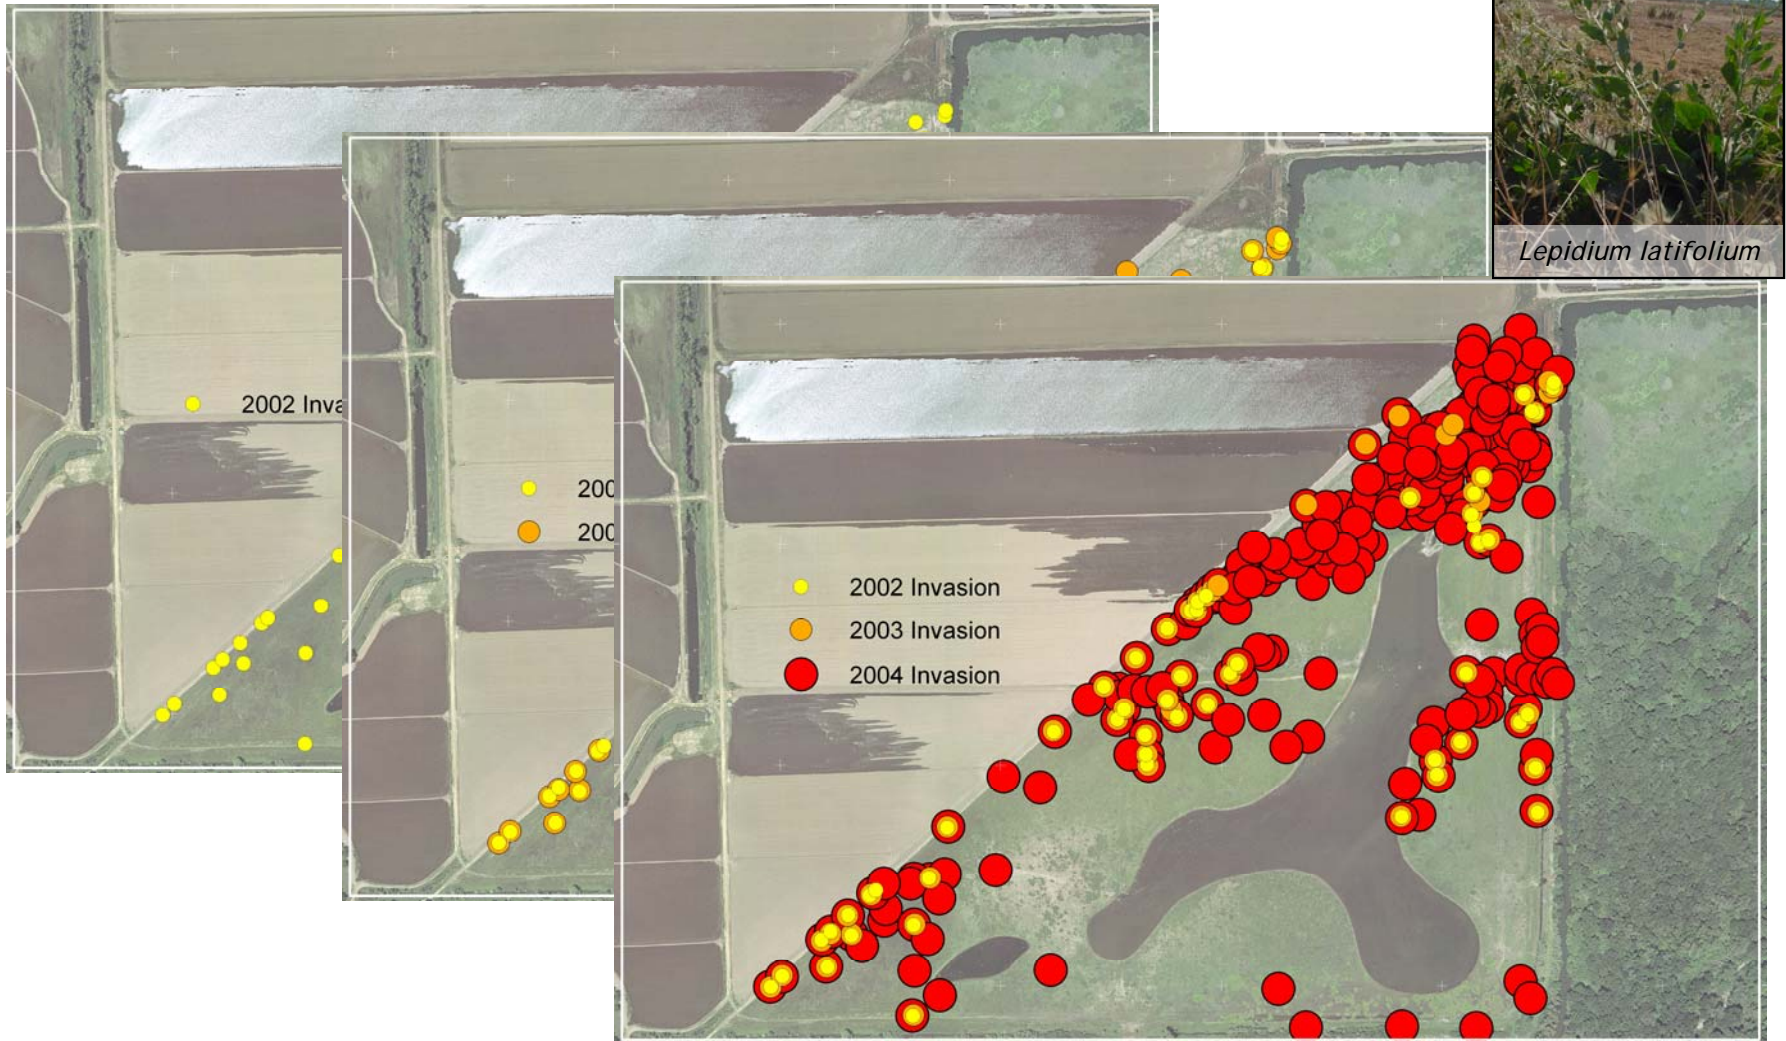 Lepidium latifolium
2002 Inva
200
200
2002 Invasion
2003 Invasion
2004 Invasion